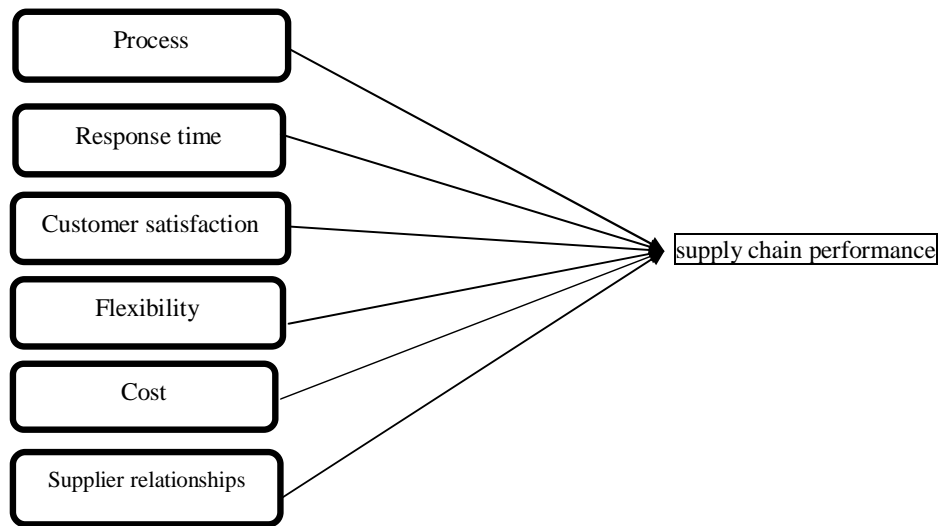 Process
Response time
Customer satisfaction
Flexibility
Cost
Supplier relationships
supply chain performance